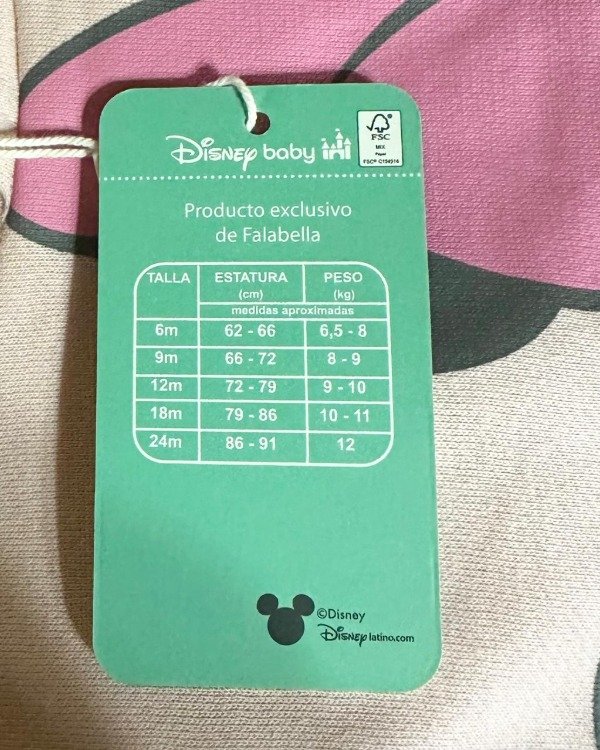 Disney baby
FSC
MIX
Paper
Producto exclusivo
de Falabella
TALLA ESTATURA (cm) PESO (kg)
medidas aproximadas
6m 62 - 66 6,5 - 8
9m 66 - 72 8 - 9
12m 72 - 79 9 - 10
18m 79 - 86 10 - 11
24m 86 - 91 12
©Disney
Disneylatino.com